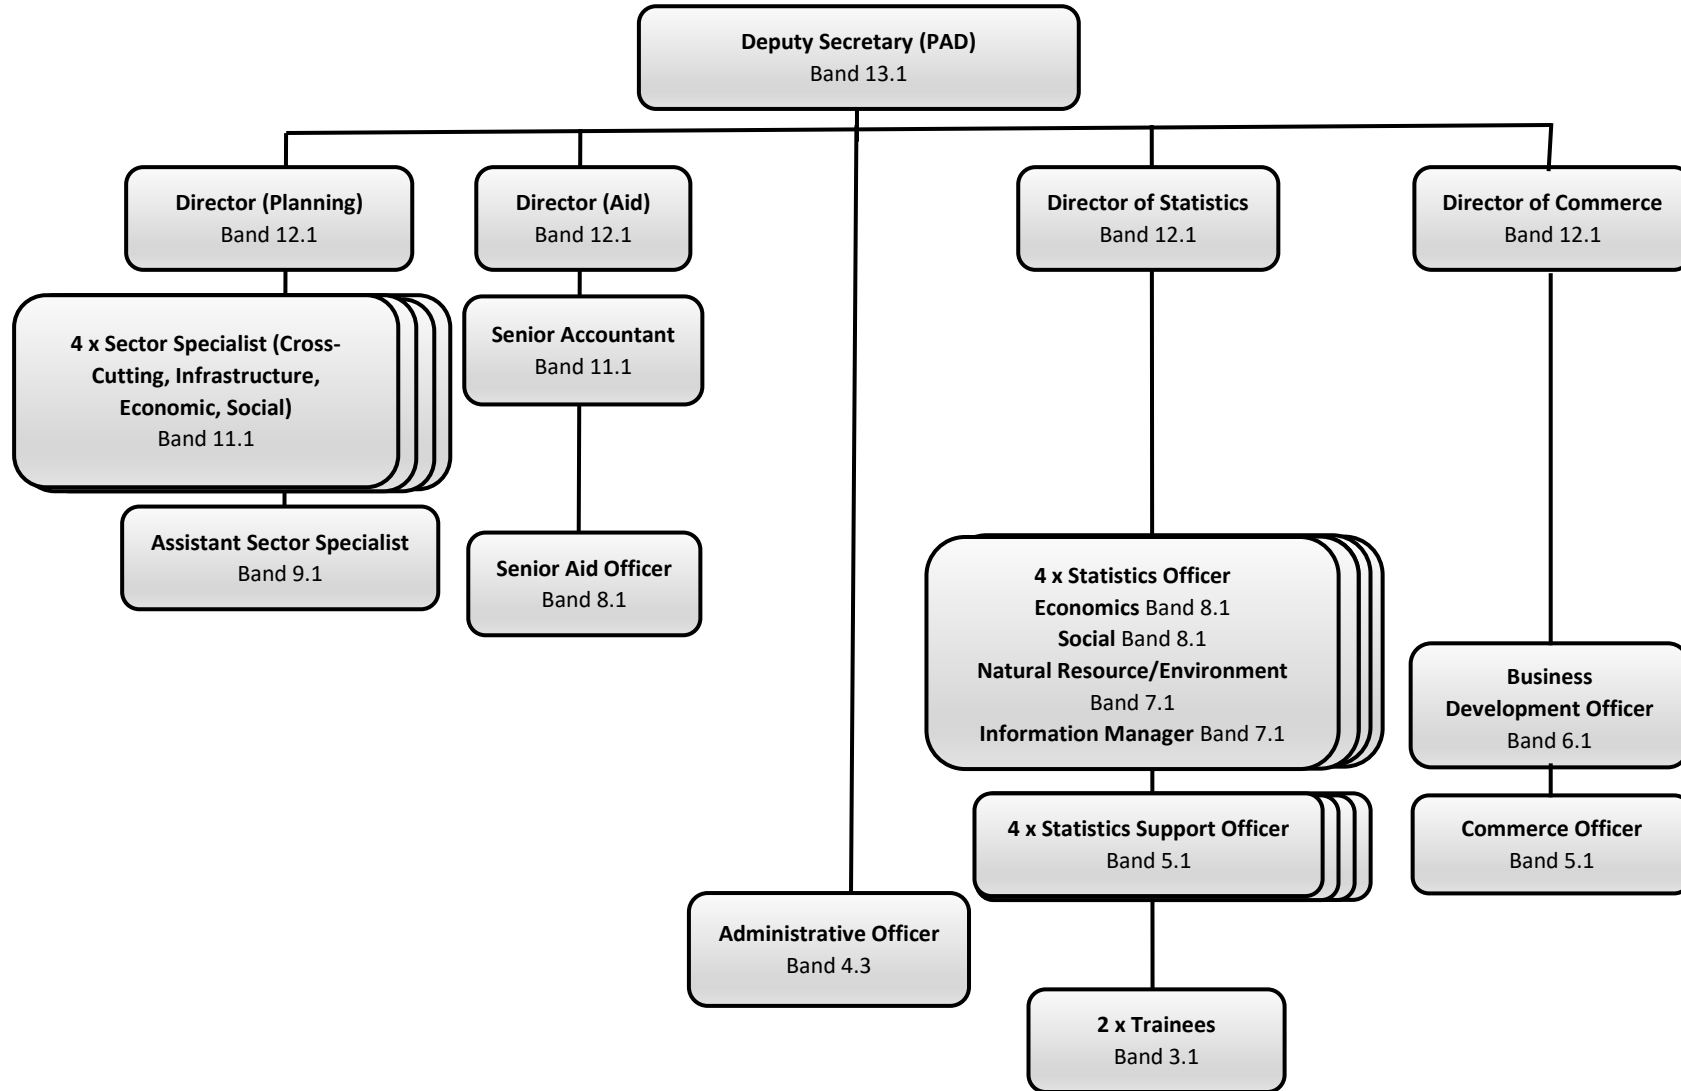 Deputy Secretary (PAD)
Band 13.1
Director (Planning)
Band 12.1
Director (Aid)
Band 12.1
Director of Statistics
Band 12.1
Director of Commerce
Band 12.1
4 x Sector Specialist (Cross-
Cutting, Infrastructure,
Economic, Social)
Band 11.1
Senior Accountant
Band 11.1
Assistant Sector Specialist
Band 9.1
Senior Aid Officer
Band 8.1
4 x Statistics Officer
Economics Band 8.1
Social Band 8.1
Natural Resource/Environment
Band 7.1
Information Manager Band 7.1
Business
Development Officer
Band 6.1
4 x Statistics Support Officer
Band 5.1
Commerce Officer
Band 5.1
Administrative Officer
Band 4.3
2 x Trainees
Band 3.1